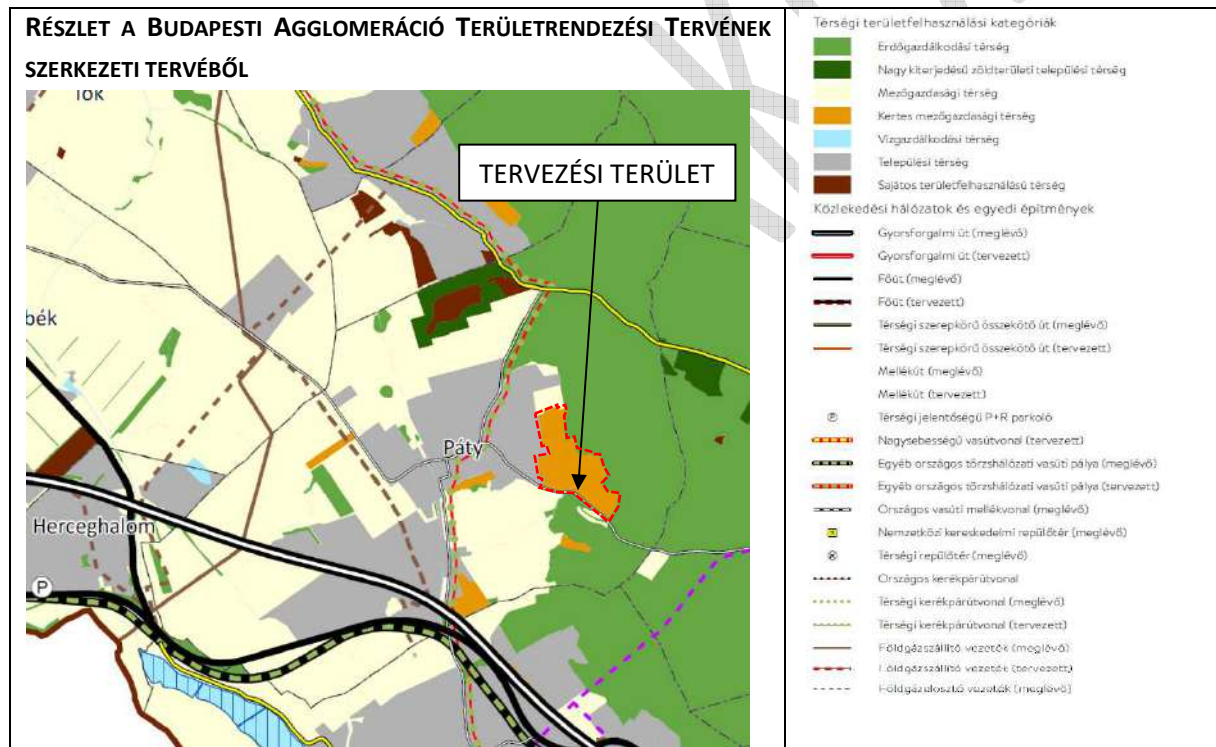 RÉSZLET A BUDAPESTI AGGLOMERÁCIÓ TERÜLETRENDEZÉSI TERVÉNEK
SZERKEZETI TERVÉBŐL
TERVEZÉSI TERÜLET
Páty
Herceghalom
P
Térségi területfelhasználási kategóriák
Erdőgazdálkodási térség
Nagy kiterjedésű zöldterületi települési térség
Mezőgazdasági térség
Kertes mezőgazdasági térség
Vízgazdálkodási térség
Települési térség
Sajátos területfelhasználású térség
Közlekedési hálózatok és egyedi építmények
Gyorsforgalmi út (meglévő)
Gyorsforgalmi út (tervezett)
Főút (meglévő)
Főút (tervezett)
Térségi szerepkörű összekötő út (meglévő)
Térségi szerepkörű összekötő út (tervezett)
Mellékút (meglévő)
Mellékút (tervezett)
P Térségi jelentőségű P+R parkoló
Nagysebességű vasútvonal (tervezett)
Egyéb országos törzshálózati vasúti pálya (meglévő)
Egyéb országos törzshálózati vasúti pálya (tervezett)
Országos vasúti mellékvonal (meglévő)
Nemzetközi kereskedelmi repülőtér (meglévő)
Térségi repülőtér (meglévő)
Országos kerékpárútvonal
Térségi kerékpárútvonal (meglévő)
Térségi kerékpárútvonal (tervezett)
Földgázszállító vezeték (meglévő)
Földgázszállító vezeték (tervezett)
Földgázelosztó vezeték (meglévő)